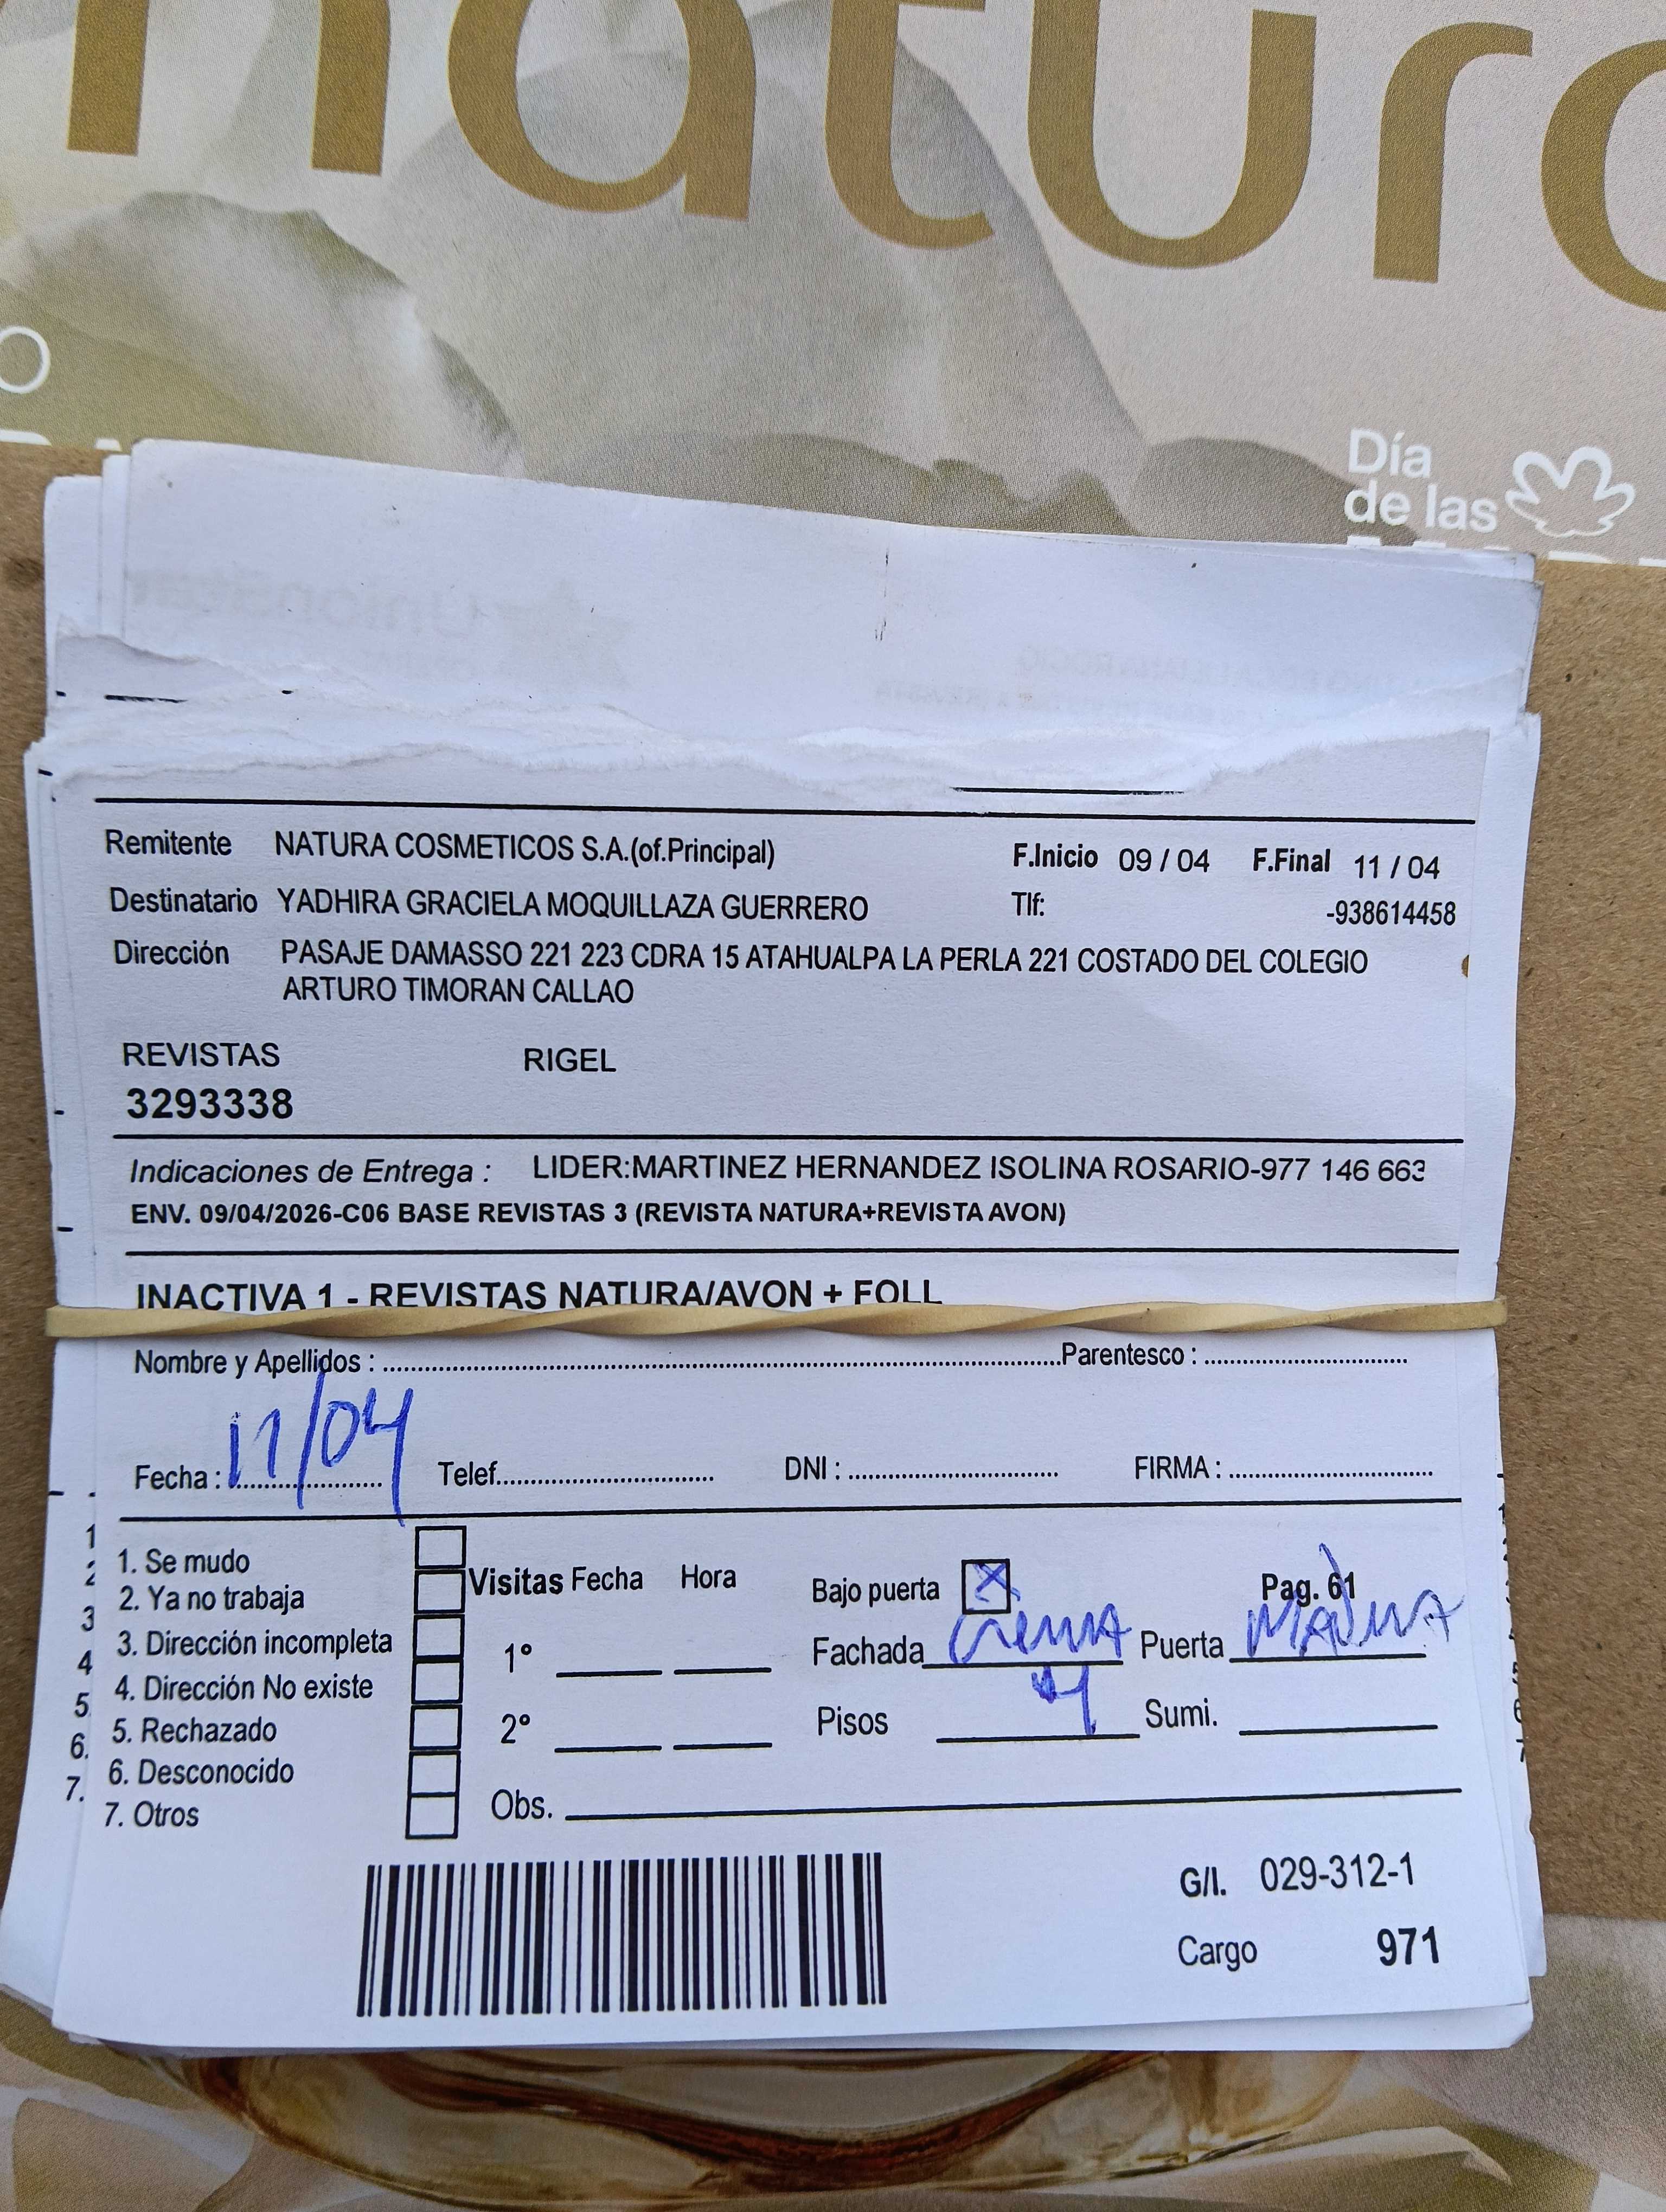 natura
Día
de las
Remitente NATURA COSMETICOS S.A.(of.Principal) F.Inicio 09 / 04 F.Final 11 / 04
Destinatario YADHIRA GRACIELA MOQUILLAZA GUERRERO Tlf: -938614458
Dirección PASAJE DAMASSO 221 223 CDRA 15 ATAHUALPA LA PERLA 221 COSTADO DEL COLEGIO
ARTURO TIMORAN CALLAO
REVISTAS RIGEL
3293338
Indicaciones de Entrega : LIDER:MARTINEZ HERNANDEZ ISOLINA ROSARIO-977 146 663
ENV. 09/04/2026-C06 BASE REVISTAS 3 (REVISTA NATURA+REVISTA AVON)
INACTIVA 1 - REVISTAS NATURA/AVON + FOLL
Nombre y Apellidos : Parentesco :
Fecha : 11/04 Telef. DNI : FIRMA :
1. Se mudo
2. Ya no trabaja
3. Dirección incompleta
4. Dirección No existe
5. Rechazado
6. Desconocido
7. Otros
Visitas Fecha Hora
1º
2º
Obs.
Bajo puerta X Pag. 61
Fachada crema Puerta
Pisos 4 Sumi.
G/I. 029-312-1
Cargo 971